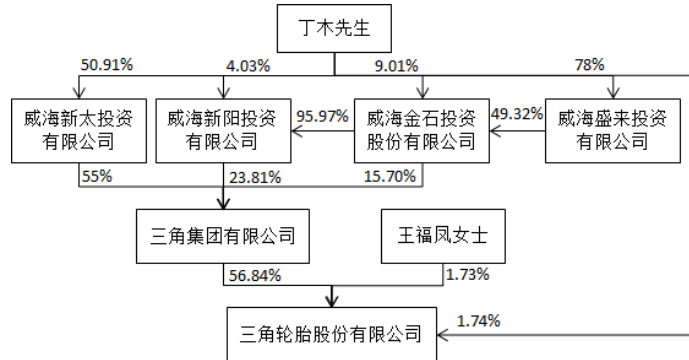 丁木先生
50.91%
4.03%
9.01%
78%
威海新太投资
有限公司
威海新阳投资
有限公司
95.97%
威海金石投资
股份有限公司
49.32%
威海盛来投资
有限公司
55%
23.81%
15.70%
三角集团有限公司
王福凤女士
56.84%
1.73%
三角轮胎股份有限公司
1.74%